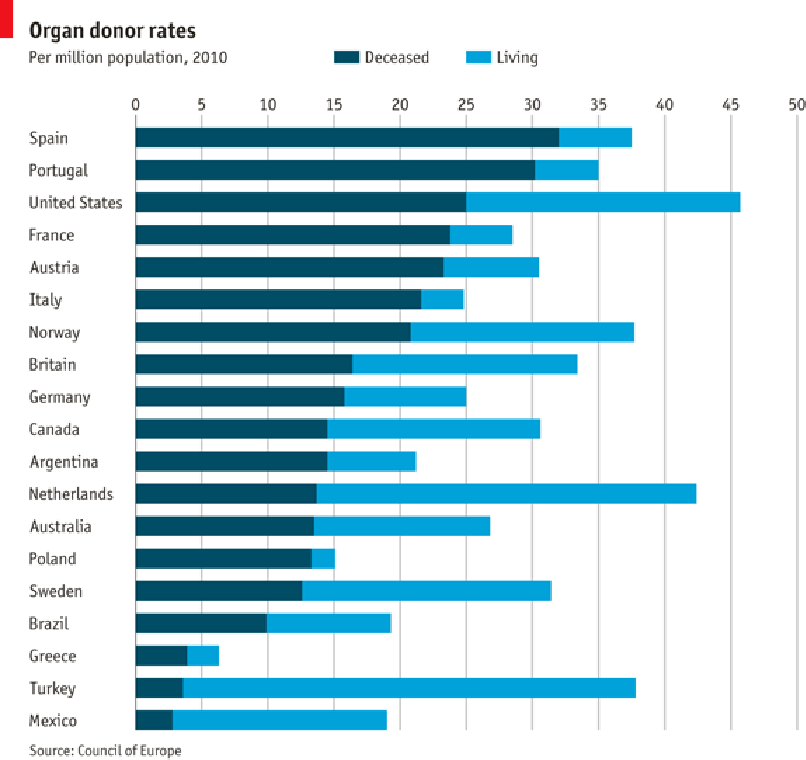 Organ donor rates
Per million population, 2010 Deceased Living
0 5 10 15 20 25 30 35 40 45 50
Spain
Portugal
United States
France
Austria
Italy
Norway
Britain
Germany
Canada
Argentina
Netherlands
Australia
Poland
Sweden
Brazil
Greece
Turkey
Mexico
Source: Council of Europe